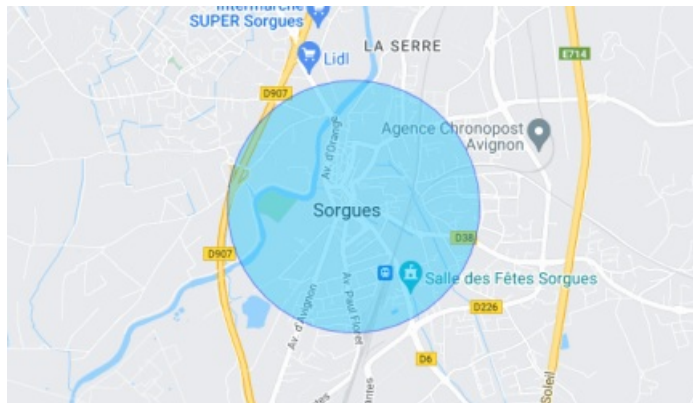 Intermarché
SUPER Sorgues
LA SERRE
Lidl
E714
D907
Agence Chronopost
Avignon
Av. d'Orange
Sorgues
D38
D907
Salle des Fêtes Sorgues
Av. d'Avignon
Av. Paul Floret
D226
D6
Soleil